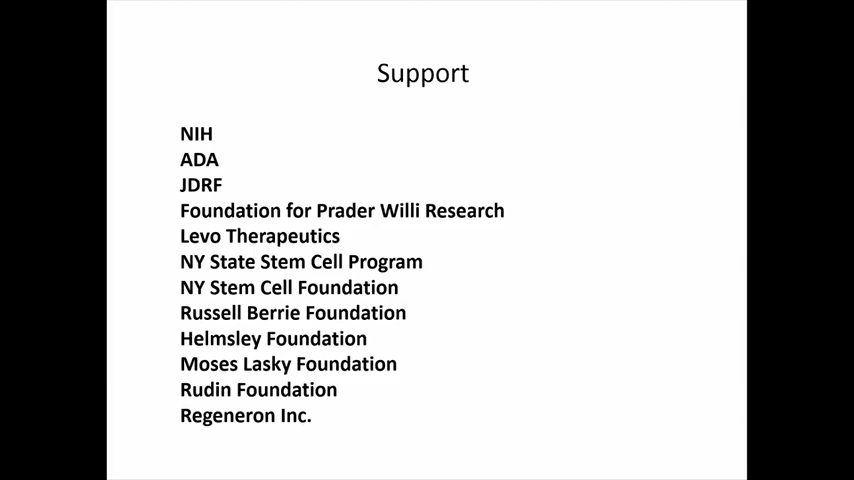 Support
NIH
ADA
JDRF
Foundation for Prader Willi Research
Levo Therapeutics
NY State Stem Cell Program
NY Stem Cell Foundation
Russell Berrie Foundation
Helmsley Foundation
Moses Lasky Foundation
Rudin Foundation
Regeneron Inc.